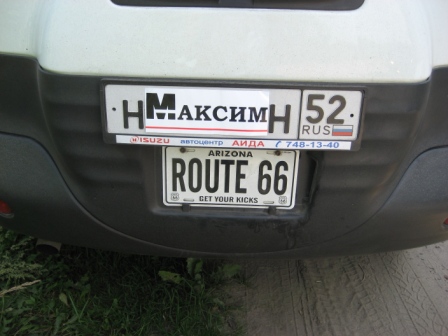 Н Максим Н 52
RUS
ISUZU автоцентр АИДА 748-13-40
ARIZONA
ROUTE 66
GET YOUR KICKS